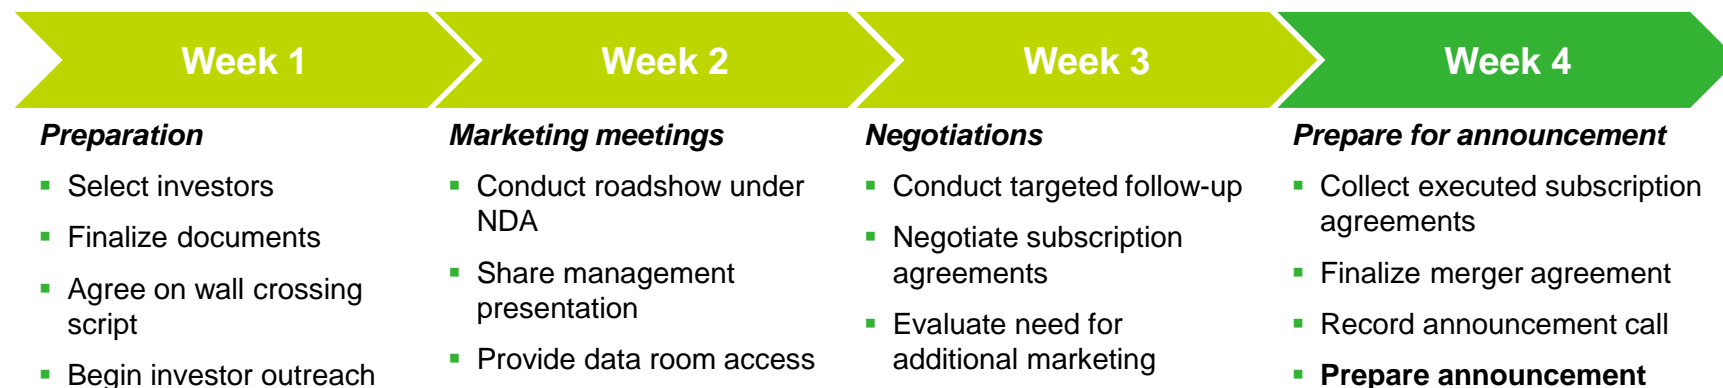 Week 1
Week 2
Week 3
Week 4
Preparation
Select investors
Finalize documents
Agree on wall crossing
script
Begin investor outreach
Marketing meetings
Conduct roadshow under
NDA
Share management
presentation
Provide data room access
Negotiations
Conduct targeted follow-up
Negotiate subscription
agreements
Evaluate need for
additional marketing
Prepare for announcement
Collect executed subscription
agreements
Finalize merger agreement
Record announcement call
Prepare announcement